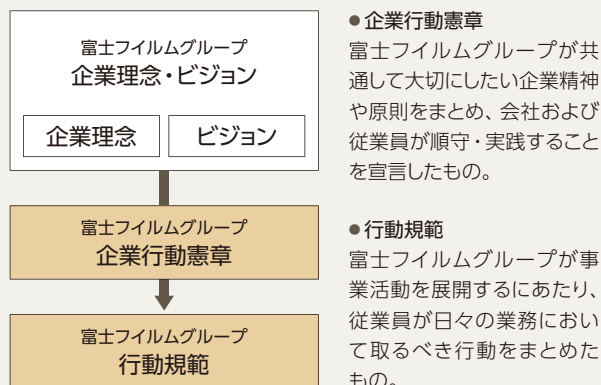 富士フイルムグループ
企業理念・ビジョン
企業理念
ビジョン
富士フイルムグループ
企業行動憲章
富士フイルムグループ
行動規範
●企業行動憲章
富士フイルムグループが共
通して大切にしたい企業精神
や原則をまとめ、会社および
従業員が順守・実践すること
を宣言したもの。
●行動規範
富士フイルムグループが事
業活動を展開するにあたり、
従業員が日々の業務におい
て取るべき行動をまとめた
もの。